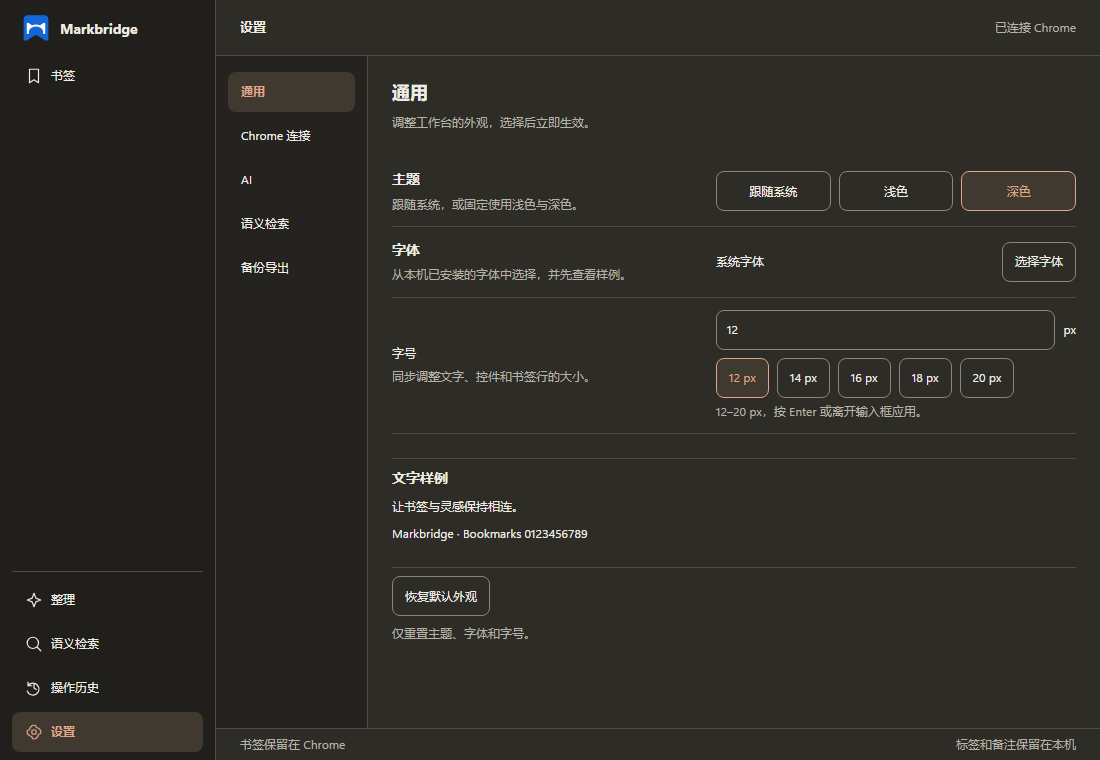 Markbridge
书签
整理
语义检索
操作历史
设置
设置
已连接 Chrome
通用
Chrome 连接
AI
语义检索
备份导出
通用
调整工作台的外观，选择后立即生效。
主题
跟随系统，或固定使用浅色与深色。
跟随系统
浅色
深色
字体
从本机已安装的字体中选择，并先查看样例。
系统字体
选择字体
字号
同步调整文字、控件和书签行的大小。
12
px
12 px
14 px
16 px
18 px
20 px
12–20 px，按 Enter 或离开输入框应用。
文字样例
让书签与灵感保持相连。
Markbridge · Bookmarks 0123456789
恢复默认外观
仅重置主题、字体和字号。
书签保留在 Chrome
标签和备注保留在本机